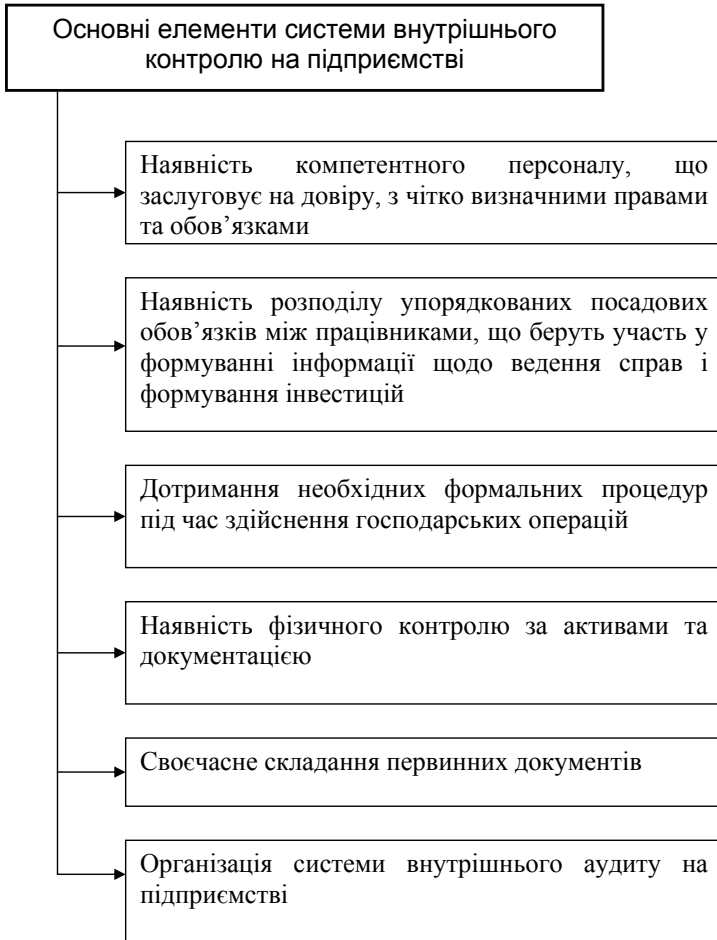 Основні елементи системи внутрішнього
контролю на підприємстві
Наявність компетентного персоналу, що
заслуговує на довіру, з чітко визначними правами
та обов’язками
Наявність розподілу упорядкованих посадових
обов’язків між працівниками, що беруть участь у
формуванні інформації щодо ведення справ і
формування інвестицій
Дотримання необхідних формальних процедур
під час здійснення господарських операцій
Наявність фізичного контролю за активами та
документацією
Своєчасне складання первинних документів
Організація системи внутрішнього аудиту на
підприємстві